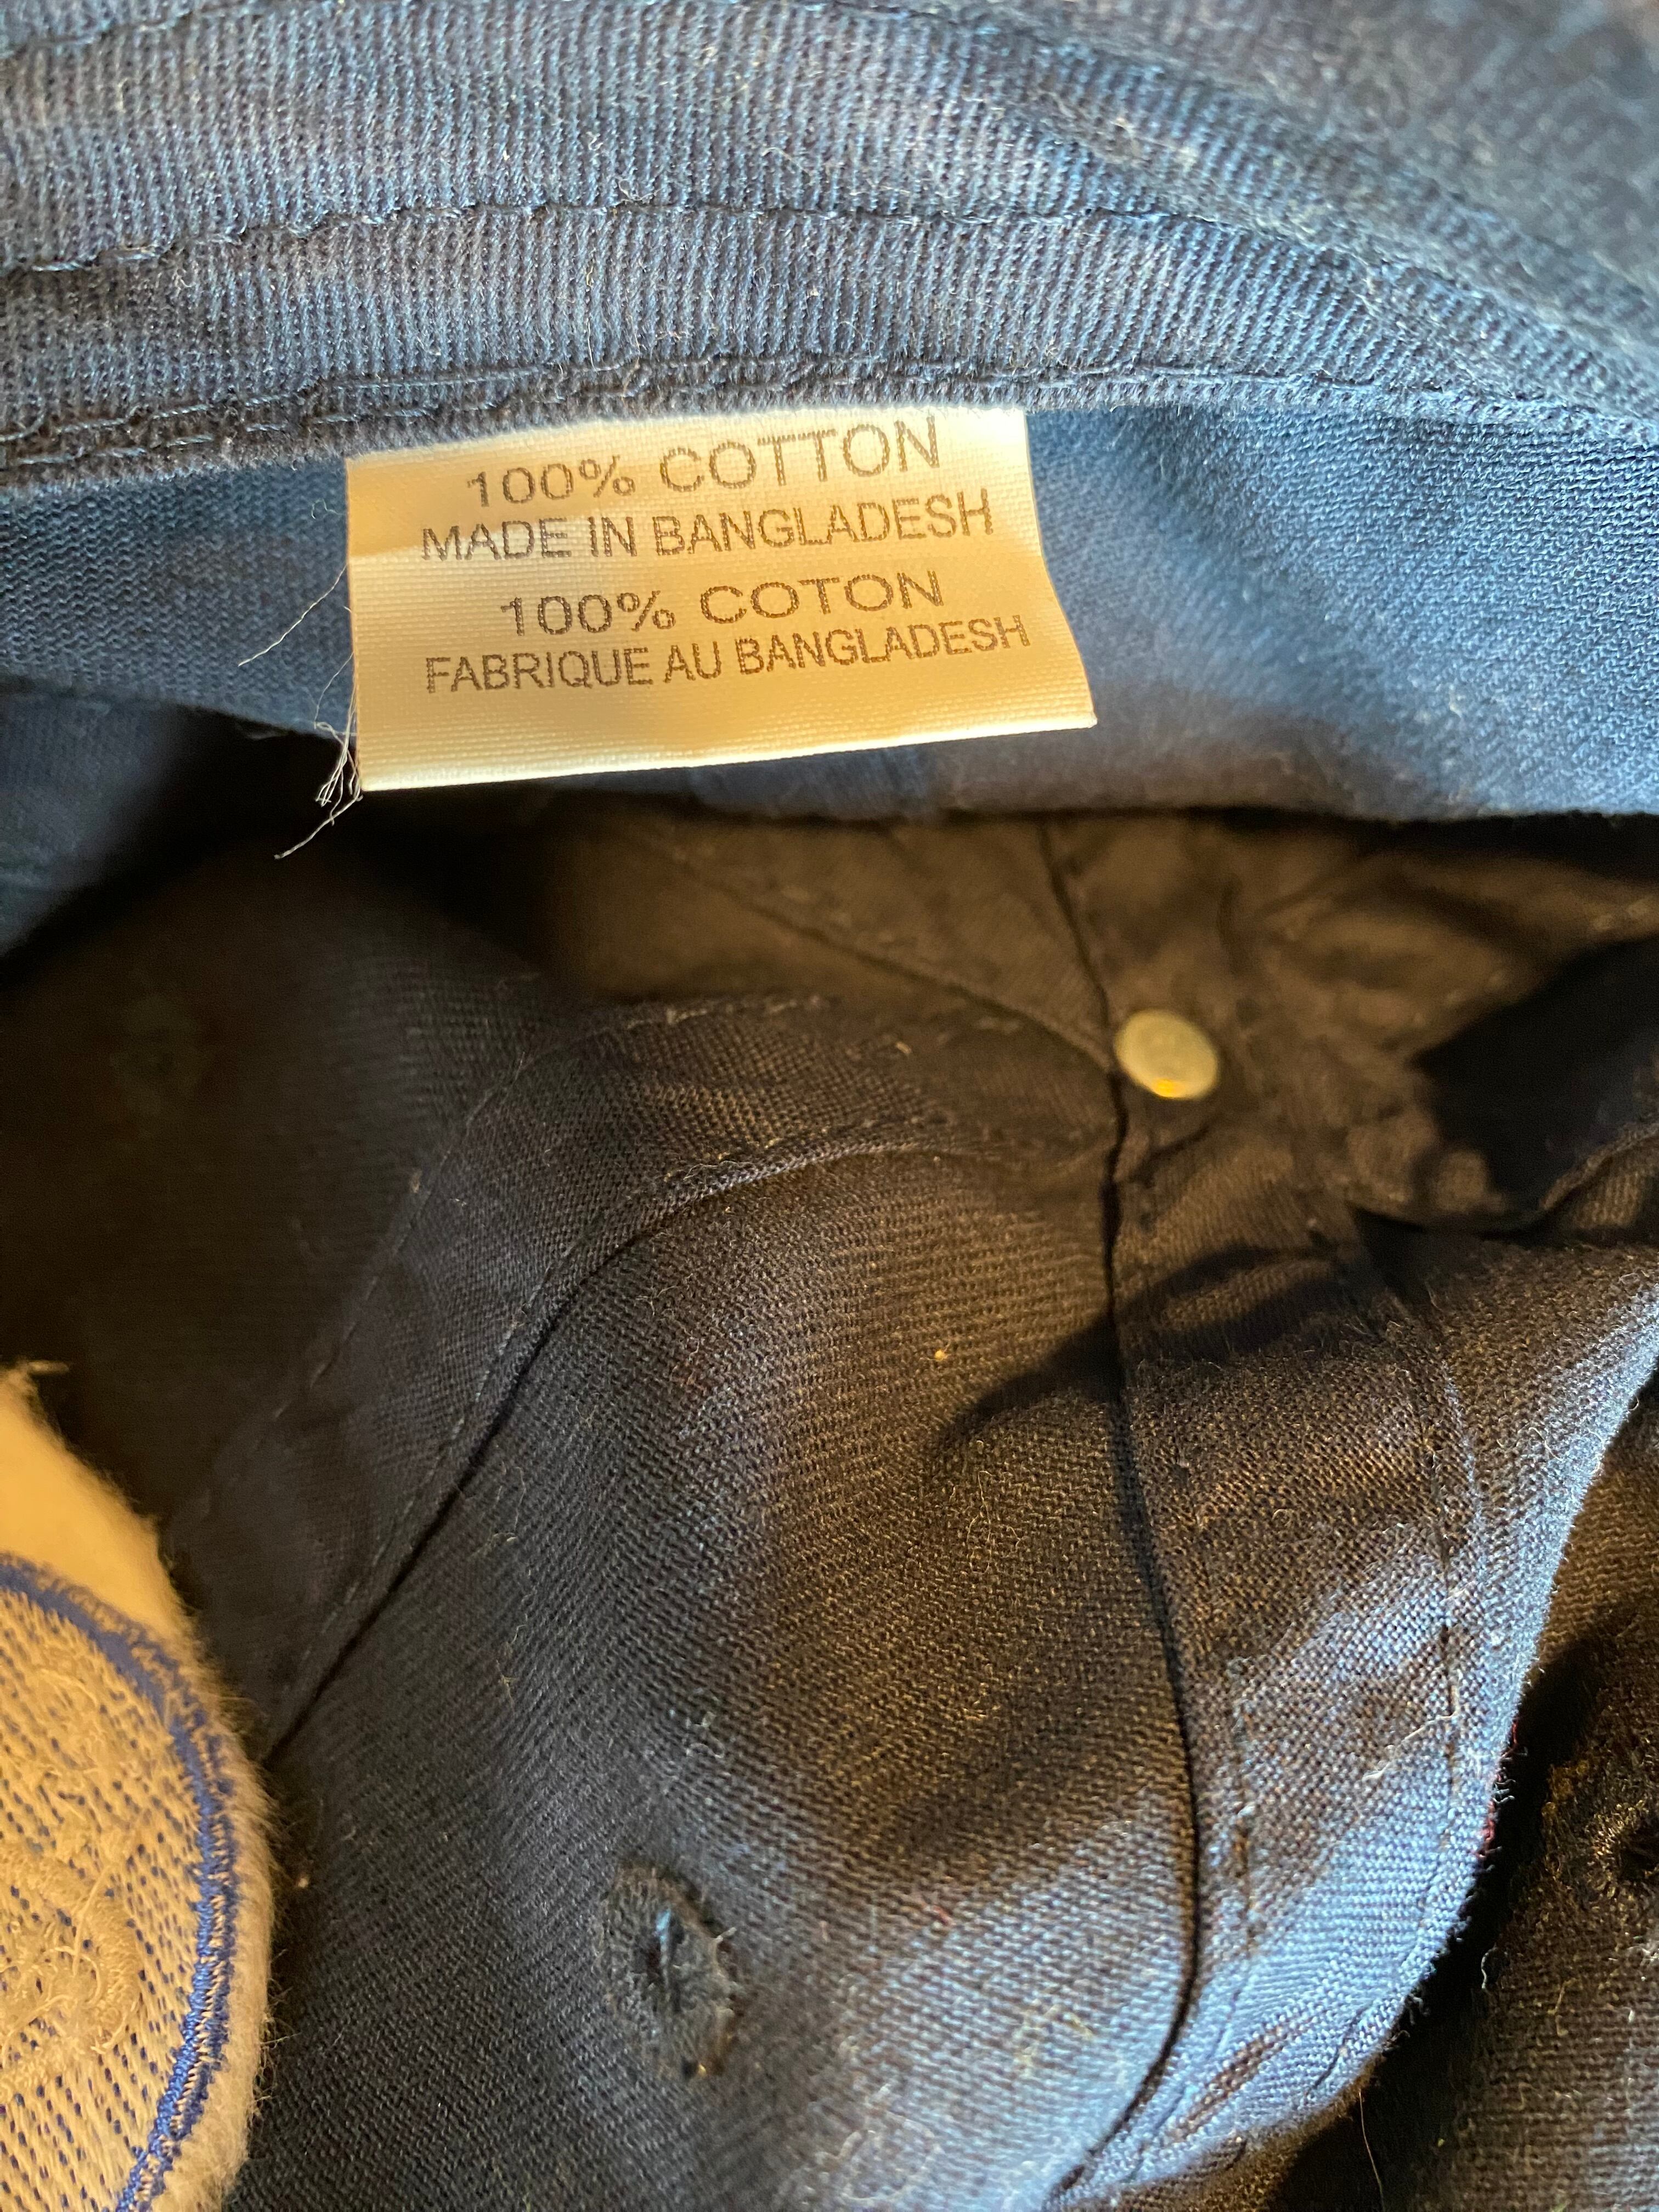 100% COTTON
MADE IN BANGLADESH
100% COTON
FABRIQUE AU BANGLADESH